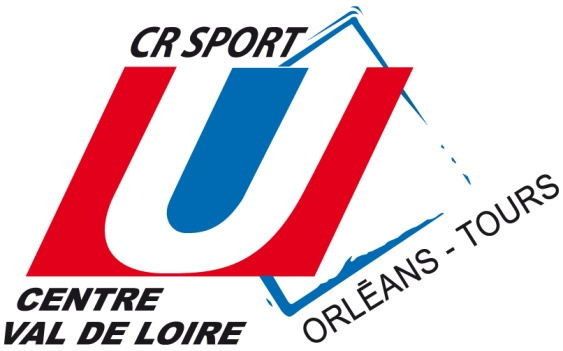 CR SPORT
U
CENTRE
VAL DE LOIRE
ORLÉANS - TOURS